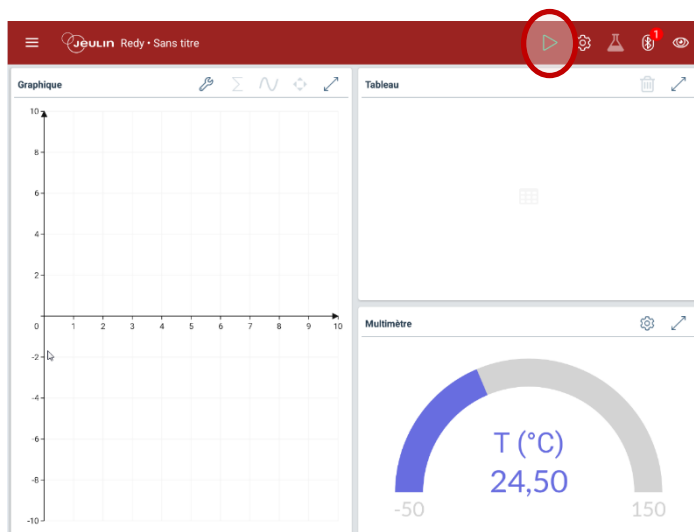 Jeulin Redy • Sans titre
1
Graphique
10
8
6
4
2
0 1 2 3 4 5 6 7 8 9 10
-2
-4
-6
-8
-10
Tableau
Multimètre
T (°C)
24,50
-50 150